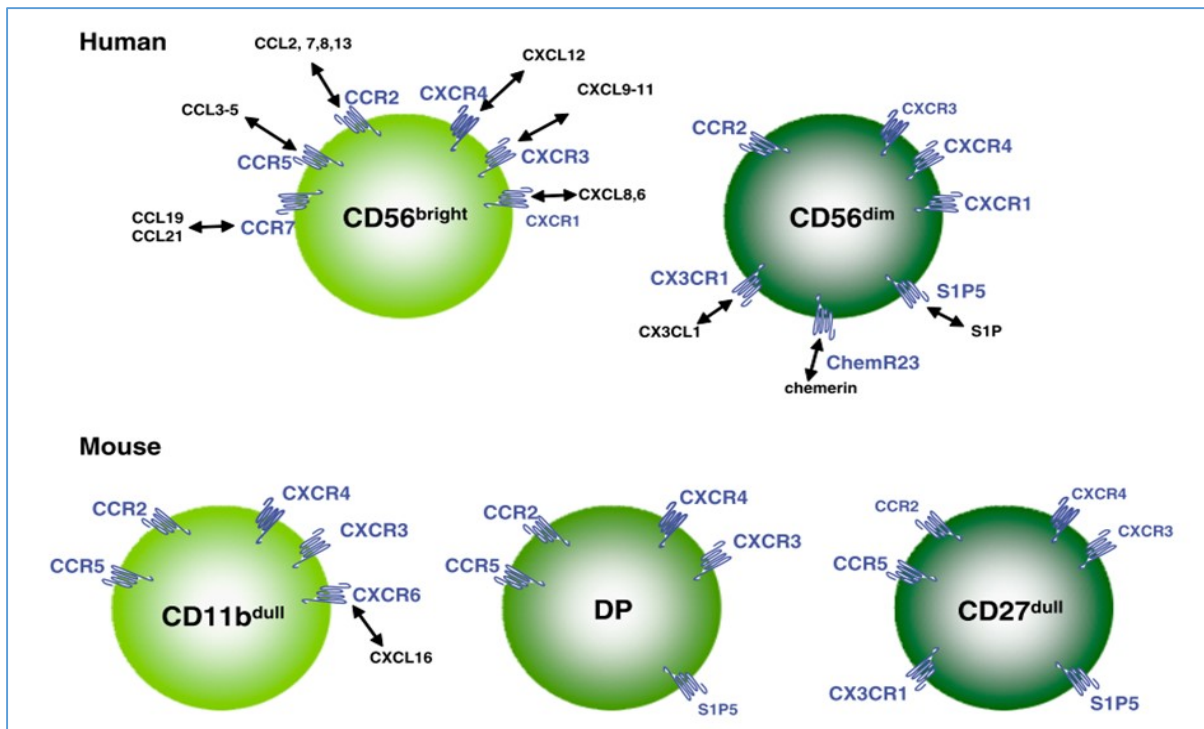 Human
CCL2, 7,8,13
CXCL12
CXCL9-11
CCL3-5
CCR2
CXCR4
CCR5
CXCR3
CXCL8,6
CCL19
CCL21
CCR7
CXCR1
CD56bright
CXCR3
CCR2
CXCR4
CXCR1
CD56dim
CX3CR1
S1P5
CX3CL1
S1P
ChemR23
chemerin
Mouse
CCR2
CXCR4
CXCR3
CCR5
CXCR6
CD11bdull
CXCL16
CCR2
CXCR4
CXCR3
CCR5
DP
S1P5
CCR2
CXCR4
CXCR3
CCR5
CD27dull
CX3CR1
S1P5